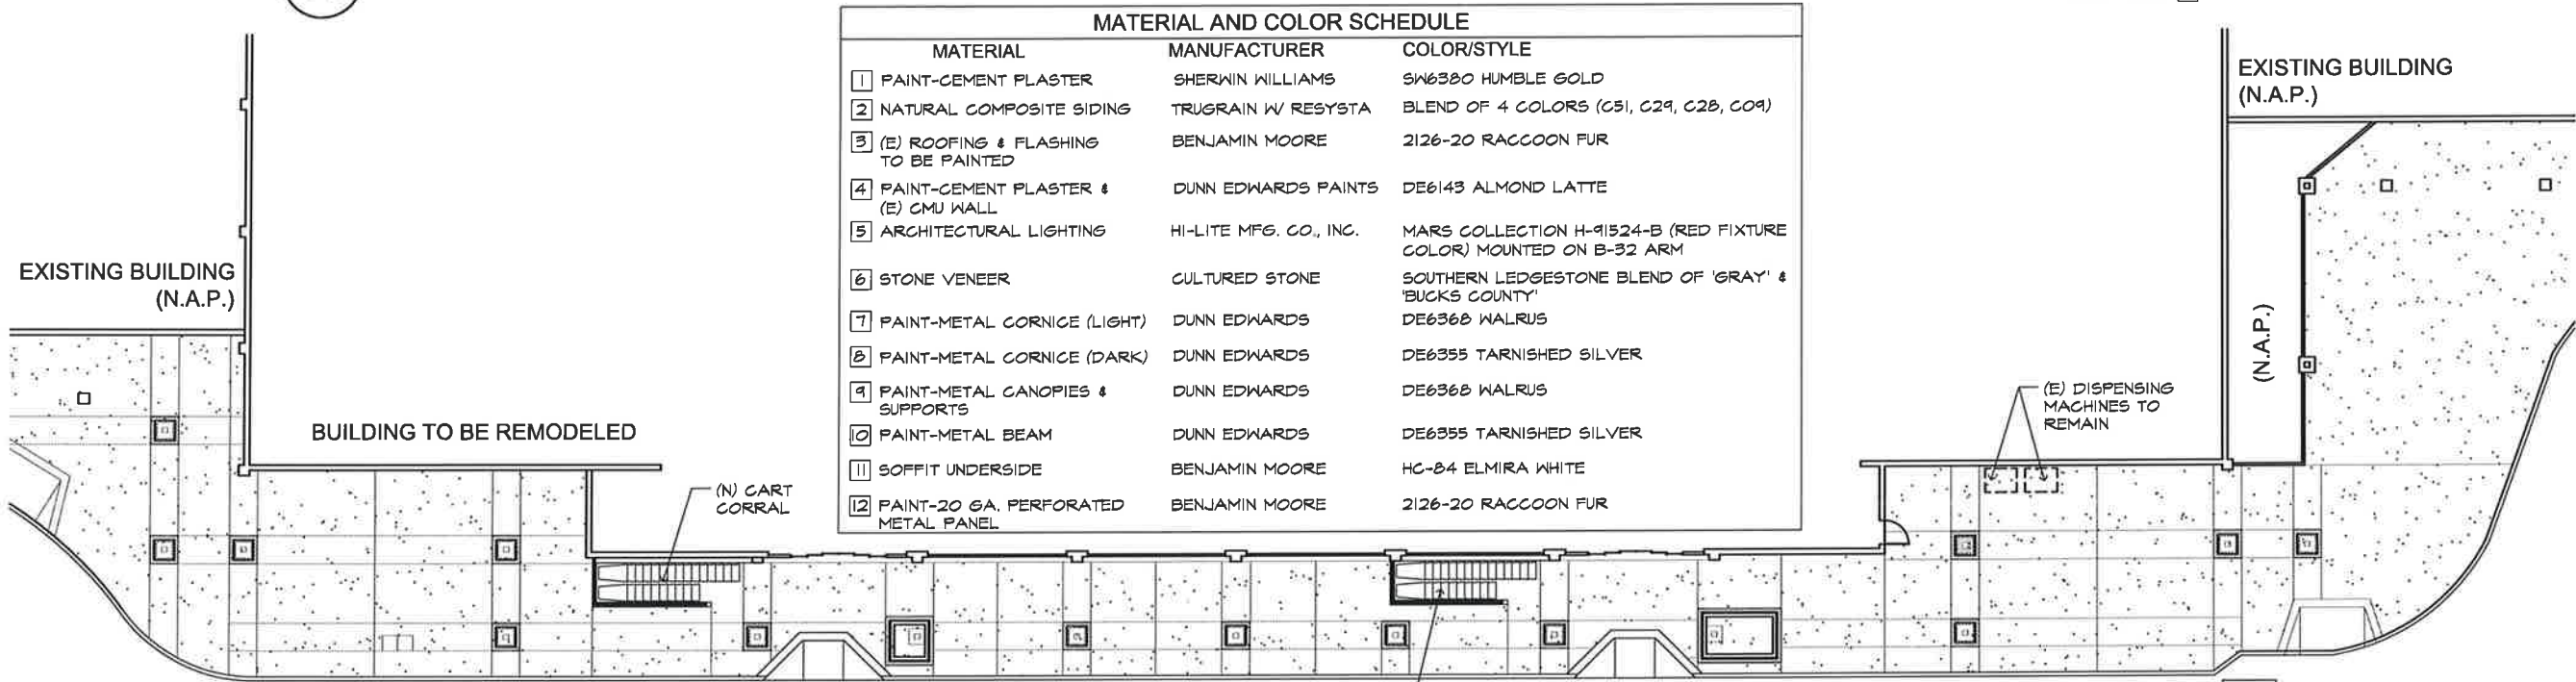 MATERIAL AND COLOR SCHEDULE
MATERIAL MANUFACTURER COLOR/STYLE
1 PAINT-CEMENT PLASTER SHERWIN WILLIAMS SW6380 HUMBLE GOLD
2 NATURAL COMPOSITE SIDING TRUGRAIN W/ RESYSTA BLEND OF 4 COLORS (C51, C29, C28, C09)
3 (E) ROOFING & FLASHING BENJAMIN MOORE 2126-20 RACCOON FUR
TO BE PAINTED
4 PAINT-CEMENT PLASTER & DUNN EDWARDS PAINTS DE6143 ALMOND LATTE
(E) CMU WALL
5 ARCHITECTURAL LIGHTING HI-LITE MFG. CO., INC. MARS COLLECTION H-91524-B (RED FIXTURE
COLOR) MOUNTED ON B-32 ARM
6 STONE VENEER CULTURED STONE SOUTHERN LEDGESTONE BLEND OF 'GRAY' &
'BUCKS COUNTY'
7 PAINT-METAL CORNICE (LIGHT) DUNN EDWARDS DE6368 WALRUS
8 PAINT-METAL CORNICE (DARK) DUNN EDWARDS DE6355 TARNISHED SILVER
9 PAINT-METAL CANOPIES & DUNN EDWARDS DE6368 WALRUS
SUPPORTS
10 PAINT-METAL BEAM DUNN EDWARDS DE6355 TARNISHED SILVER
11 SOFFIT UNDERSIDE BENJAMIN MOORE HC-84 ELMIRA WHITE
12 PAINT-20 GA. PERFORATED BENJAMIN MOORE 2126-20 RACCOON FUR
METAL PANEL
EXISTING BUILDING
(N.A.P.)
BUILDING TO BE REMODELED
(N) CART
CORRAL
EXISTING BUILDING
(N.A.P.)
(N.A.P.)
(E) DISPENSING
MACHINES TO
REMAIN